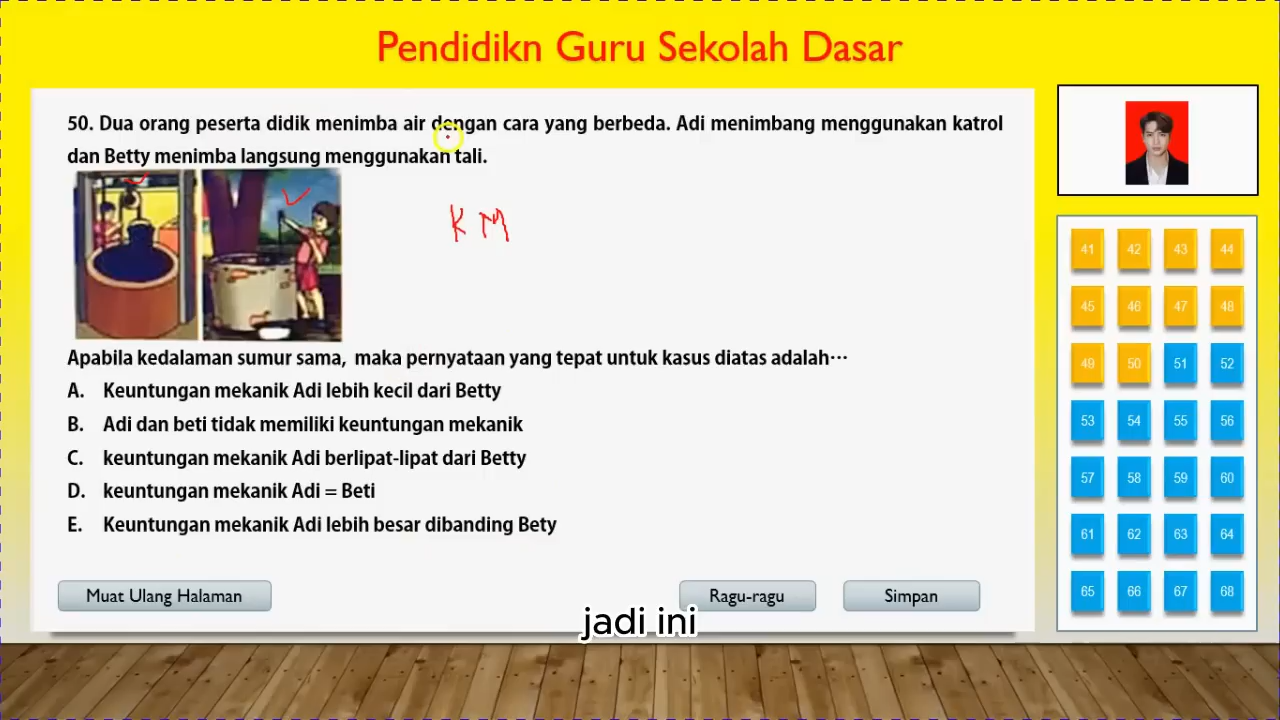 Pendidikn Guru Sekolah Dasar
50. Dua orang peserta didik menimba air dengan cara yang berbeda. Adi menimbang menggunakan katrol
dan Betty menimba langsung menggunakan tali.
K M
Apabila kedalaman sumur sama, maka pernyataan yang tepat untuk kasus diatas adalah…
A. Keuntungan mekanik Adi lebih kecil dari Betty
B. Adi dan beti tidak memiliki keuntungan mekanik
C. keuntungan mekanik Adi berlipat-lipat dari Betty
D. keuntungan mekanik Adi = Beti
E. Keuntungan mekanik Adi lebih besar dibanding Bety
Muat Ulang Halaman
Ragu-ragu
Simpan
jadi ini
41 42 43 44
45 46 47 48
49 50 51 52
53 54 55 56
57 58 59 60
61 62 63 64
65 66 67 68